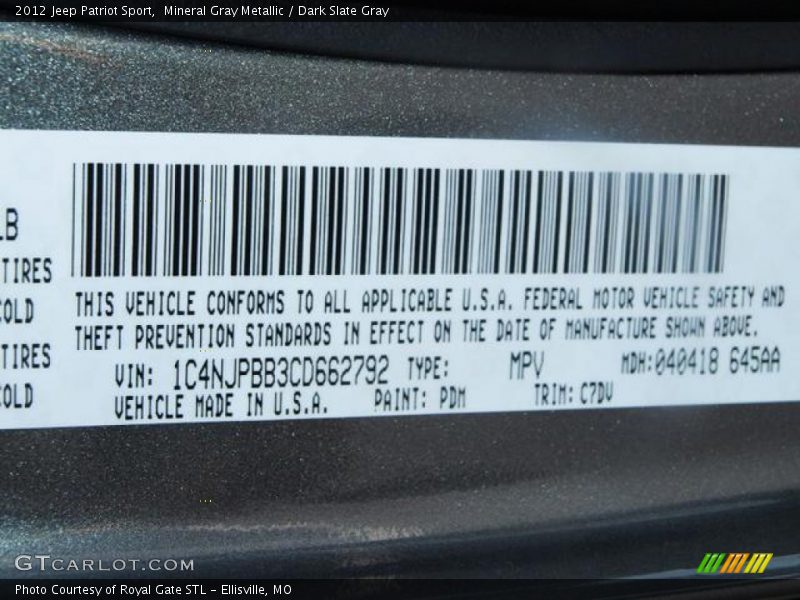 2012 Jeep Patriot Sport, Mineral Gray Metallic / Dark Slate Gray
LB
TIRES
COLD
TIRES
COLD
THIS VEHICLE CONFORMS TO ALL APPLICABLE U.S.A. FEDERAL MOTOR VEHICLE SAFETY AND
THEFT PREVENTION STANDARDS IN EFFECT ON THE DATE OF MANUFACTURE SHOWN ABOVE.
VIN: 1C4NJPBB3CD662792 TYPE: MPV MDH:040418 645AA
VEHICLE MADE IN U.S.A. PAINT: PDM TRIM: C7DV
GTCARLOT.COM
Photo Courtesy of Royal Gate STL - Ellisville, MO